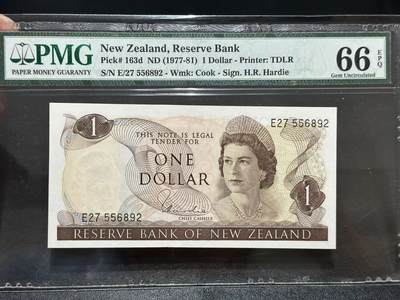 PMG
PAPER MONEY GUARANTY
New Zealand, Reserve Bank
Pick# 163d ND (1977-81) 1 Dollar - Printer: TDLR
S/N E/27 556892 - Wmk: Cook - Sign. H.R. Hardie
66 EPQ
Gem Uncirculated
1
E27 556892
THIS NOTE IS LEGAL
TENDER FOR
ONE
DOLLAR
1
E27 556892
CHIEF CASHIER
RESERVE BANK OF NEW ZEALAND